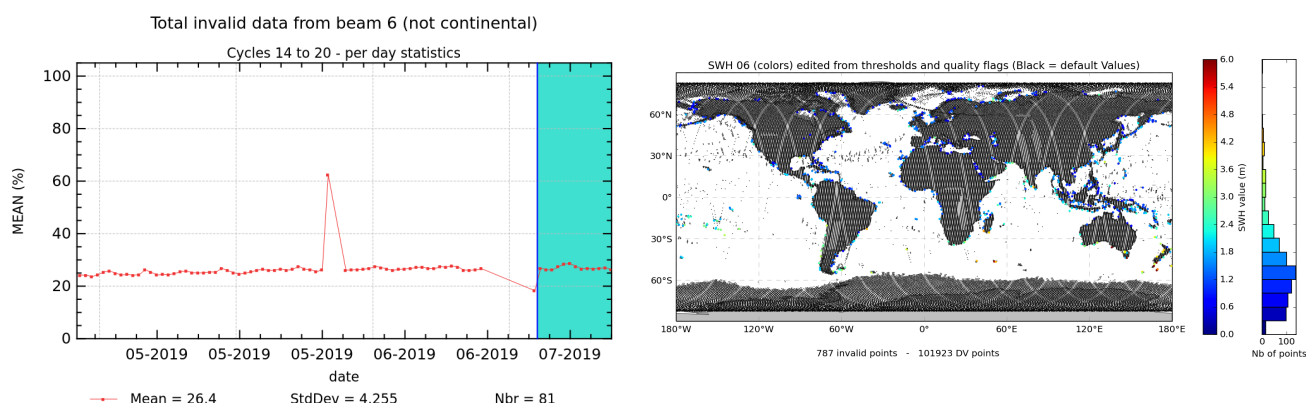 Total invalid data from beam 6 (not continental)
Cycles 14 to 20 - per day statistics
MEAN (%)
100
80
60
40
20
0
05-2019 05-2019 05-2019 06-2019 06-2019 07-2019
date
Mean = 26.4 StdDev = 4.255 Nbr = 81
SWH 06 (colors) edited from thresholds and quality flags (Black = default Values)
60°N
30°N
0°
30°S
60°S
180°W 120°W 60°W 0° 60°E 120°E 180°E
787 invalid points - 101923 DV points
6.0
5.4
4.8
4.2
3.6
3.0
2.4
1.8
1.2
0.6
0.0
SWH value (m)
0 100
Nb of points